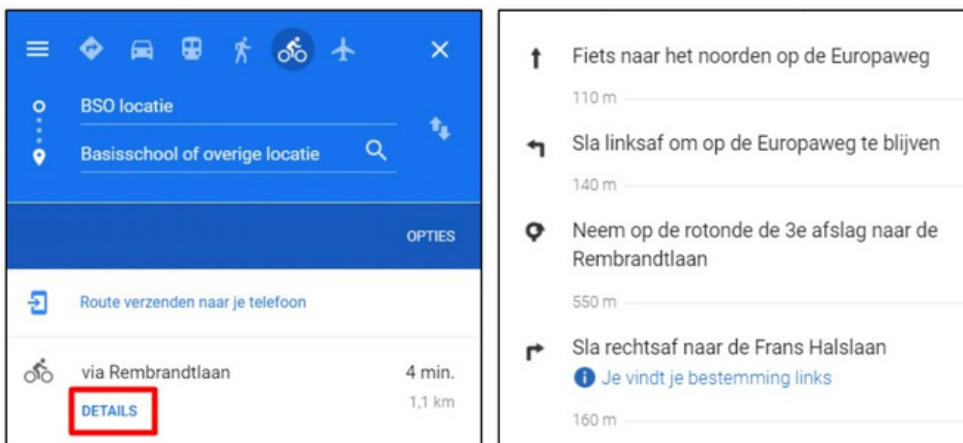 BSO locatie
Basisschool of overige locatie
OPTIES
Route verzenden naar je telefoon
via Rembrandtlaan
4 min.
DETAILS
1,1 km
Fiets naar het noorden op de Europaweg
110 m
Sla linksaf om op de Europaweg te blijven
140 m
Neem op de rotonde de 3e afslag naar de
Rembrandtlaan
550 m
Sla rechtsaf naar de Frans Halslaan
Je vindt je bestemming links
160 m